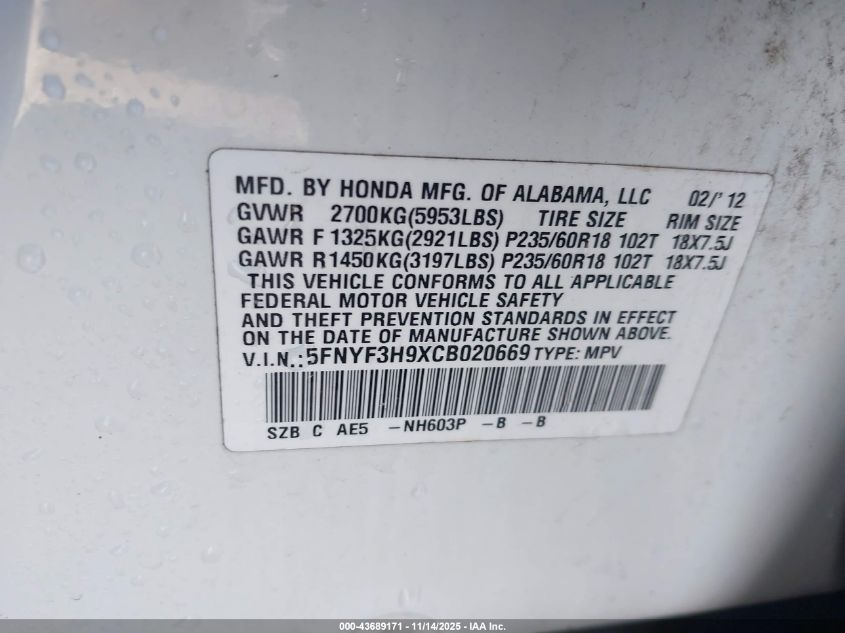 MFD. BY HONDA MFG. OF ALABAMA, LLC 02/'12
GVWR 2700KG(5953LBS) TIRE SIZE RIM SIZE
GAWR F 1325KG(2921LBS) P235/60R18 102T 18X7.5J
GAWR R 1450KG(3197LBS) P235/60R18 102T 18X7.5J
THIS VEHICLE CONFORMS TO ALL APPLICABLE
FEDERAL MOTOR VEHICLE SAFETY
AND THEFT PREVENTION STANDARDS IN EFFECT
ON THE DATE OF MANUFACTURE SHOWN ABOVE.
V.I.N.:5FNYF3H9XCB020669 TYPE: MPV
SZB C AE5 -NH603P -B -B
000-43689171 - 11/14/2025 - IAA Inc.